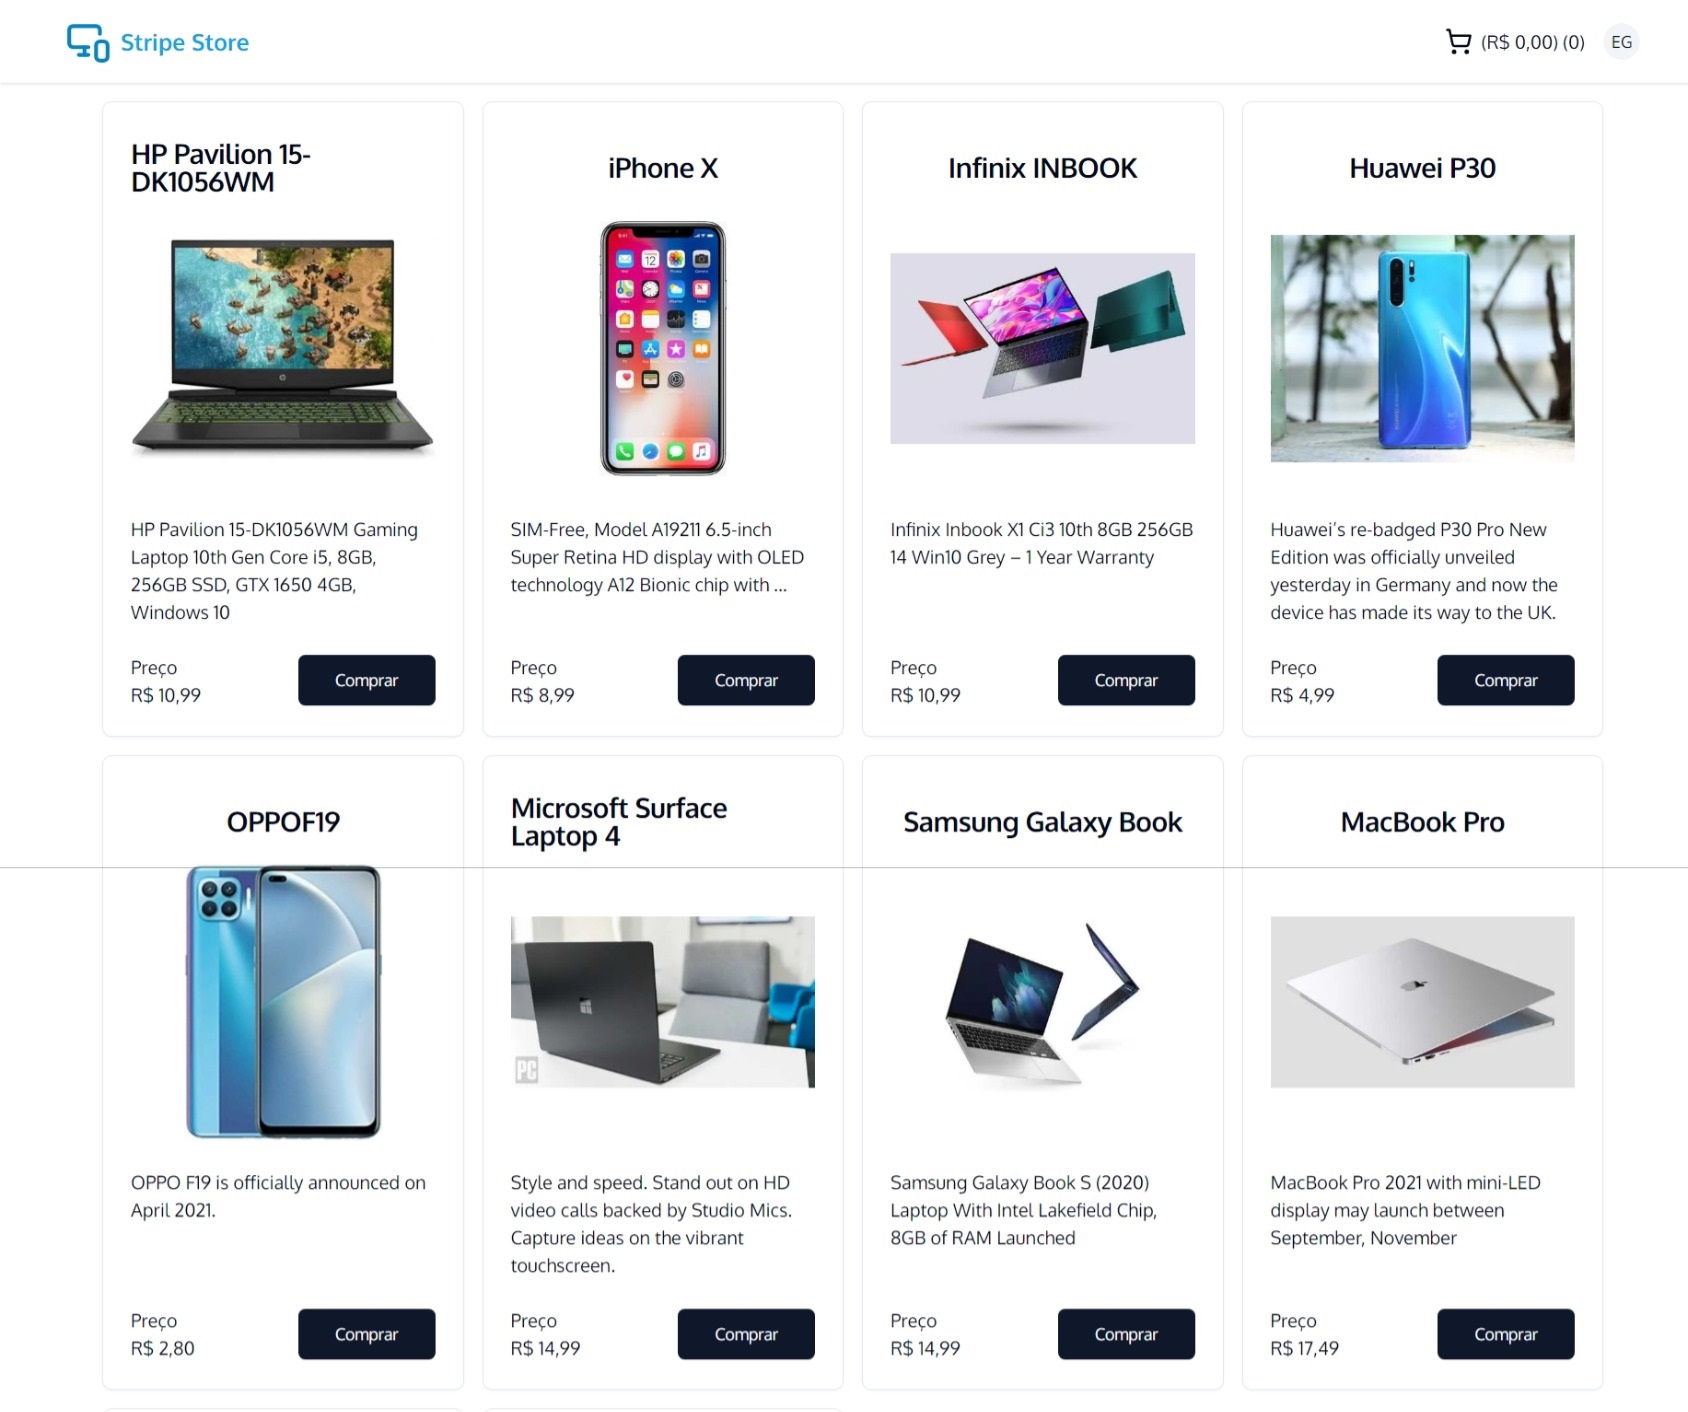 Stripe Store
(R$ 0,00) (0)
EG
HP Pavilion 15-
DK1056WM
HP Pavilion 15-DK1056WM Gaming
Laptop 10th Gen Core i5, 8GB,
256GB SSD, GTX 1650 4GB,
Windows 10
Preço
R$ 10,99
Comprar
iPhone X
SIM-Free, Model A19211 6.5-inch
Super Retina HD display with OLED
technology A12 Bionic chip with ...
Preço
R$ 8,99
Comprar
Infinix INBOOK
Infinix Inbook X1 Ci3 10th 8GB 256GB
14 Win10 Grey – 1 Year Warranty
Preço
R$ 10,99
Comprar
Huawei P30
Huawei’s re-badged P30 Pro New
Edition was officially unveiled
yesterday in Germany and now the
device has made its way to the UK.
Preço
R$ 4,99
Comprar
OPPOF19
OPPO F19 is officially announced on
April 2021.
Preço
R$ 2,80
Comprar
Microsoft Surface
Laptop 4
PC
Style and speed. Stand out on HD
video calls backed by Studio Mics.
Capture ideas on the vibrant
touchscreen.
Preço
R$ 14,99
Comprar
Samsung Galaxy Book
Samsung Galaxy Book S (2020)
Laptop With Intel Lakefield Chip,
8GB of RAM Launched
Preço
R$ 14,99
Comprar
MacBook Pro
MacBook Pro 2021 with mini-LED
display may launch between
September, November
Preço
R$ 17,49
Comprar